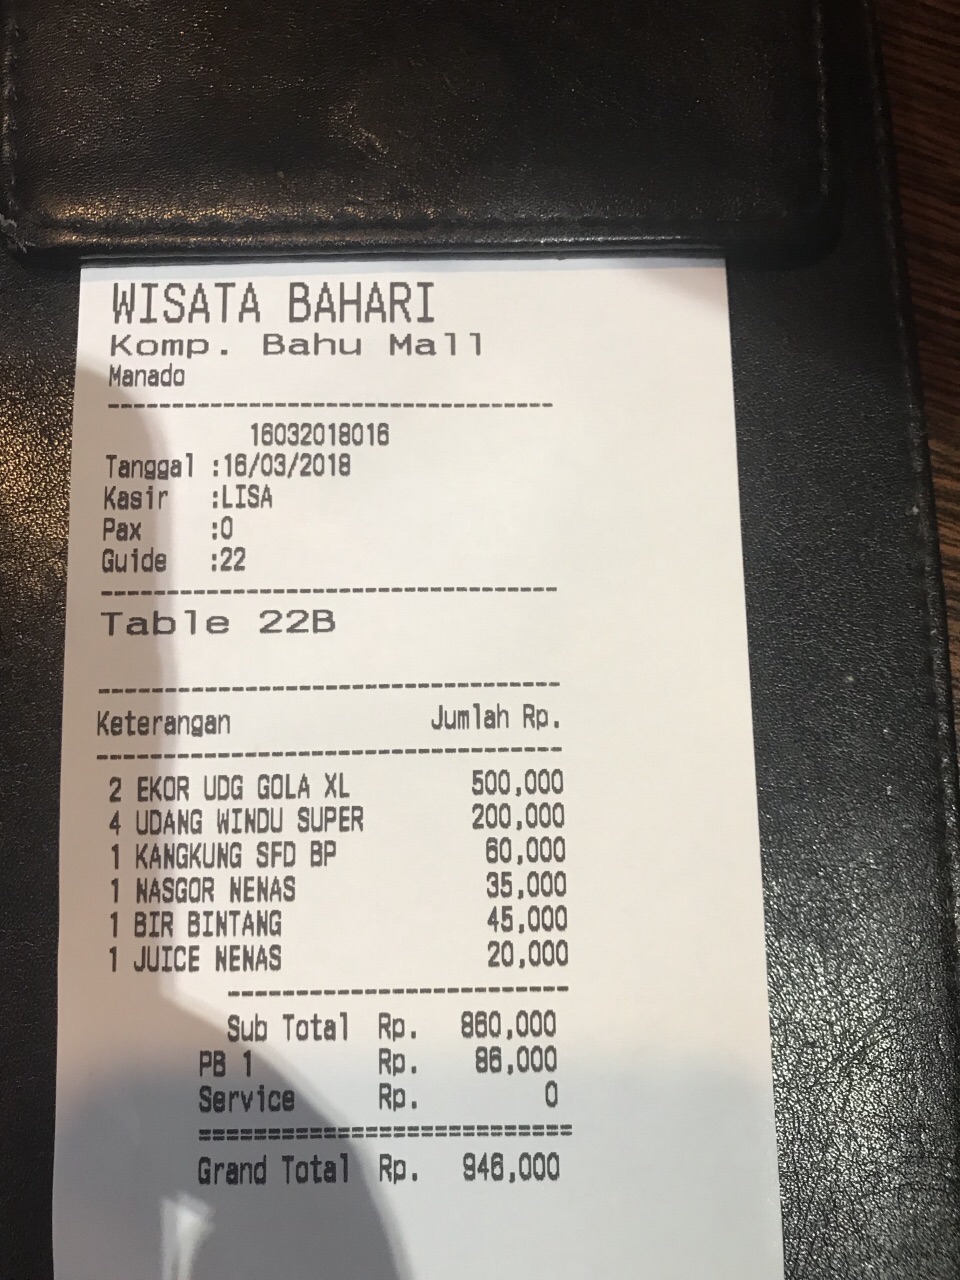 WISATA BAHARI
Komp. Bahu Mall
Manado
--------------------------------
16032018016
Tanggal :16/03/2018
Kasir :LISA
Pax :0
Guide :22
--------------------------------
Table 22B
--------------------------------
Keterangan Jumlah Rp.
--------------------------------
2 EKOR UDG GOLA XL 500,000
4 UDANG WINDU SUPER 200,000
1 KANGKUNG SFD BP 60,000
1 NASGOR NENAS 35,000
1 BIR BINTANG 45,000
1 JUICE NENAS 20,000
------------------------
Sub Total Rp. 860,000
PB 1 Rp. 86,000
Service Rp. 0
===========================
Grand Total Rp. 946,000